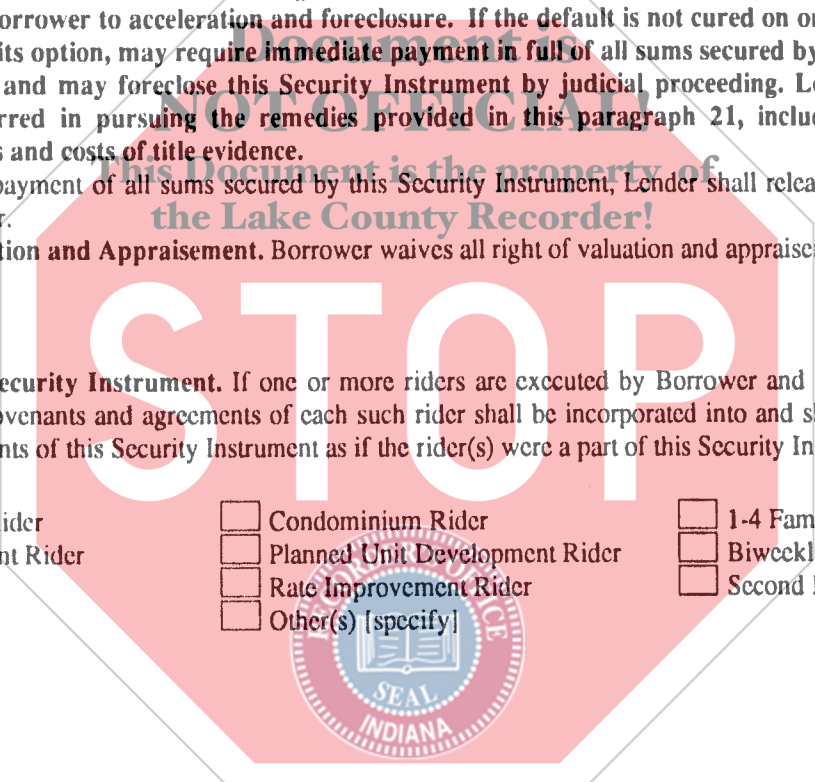 orrower to acceleration and foreclosure. If the default is not cured on or
its option, may require immediate payment in full of all sums secured by
Document is
and may foreclose this Security Instrument by judicial proceeding. L
NOT OFFICIAL!
rred in pursuing the remedies provided in this paragraph 21, inclu
s and costs of title evidence.
This Document is the property of
payment of all sums secured by this Security Instrument, Lender shall relea
r.
the Lake County Recorder!
tion and Appraisement. Borrower waives all right of valuation and appraise
STOP
ecurity Instrument. If one or more riders are executed by Borrower and
ovenants and agreements of each such rider shall be incorporated into and s
nts of this Security Instrument as if the rider(s) were a part of this Security In
ider
Condominium Rider
1-4 Fam
nt Rider
Planned Unit Development Rider
Biweekl
Rate Improvement Rider
Second
Other(s) [specify]
RECORDER'S OFFICE
SEAL
INDIANA